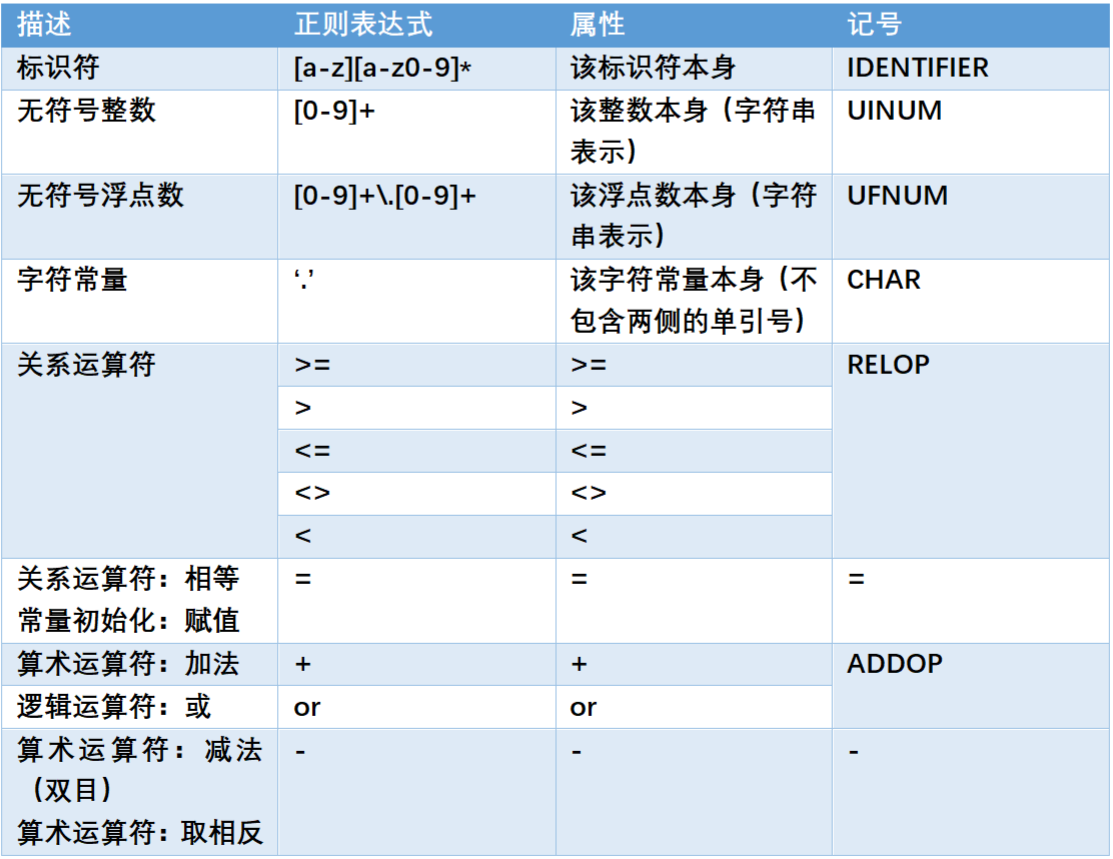 描述 正则表达式 属性 记号
标识符 [a-z][a-z0-9]* 该标识符本身 IDENTIFIER
无符号整数 [0-9]+ 该整数本身（字符串 UINUM
表示）
无符号浮点数 [0-9]+\.[0-9]+ 该浮点数本身（字符 UFNUM
串表示）
字符常量 ‘.’ 该字符常量本身（不 CHAR
包含两侧的单引号）
关系运算符 >= >= RELOP
> >
<= <=
<> <>
< <
关系运算符：相等 = = =
常量初始化：赋值
算术运算符：加法 + + ADDOP
逻辑运算符：或 or or
算术运算符：减法 - - -
（双目）
算术运算符：取相反